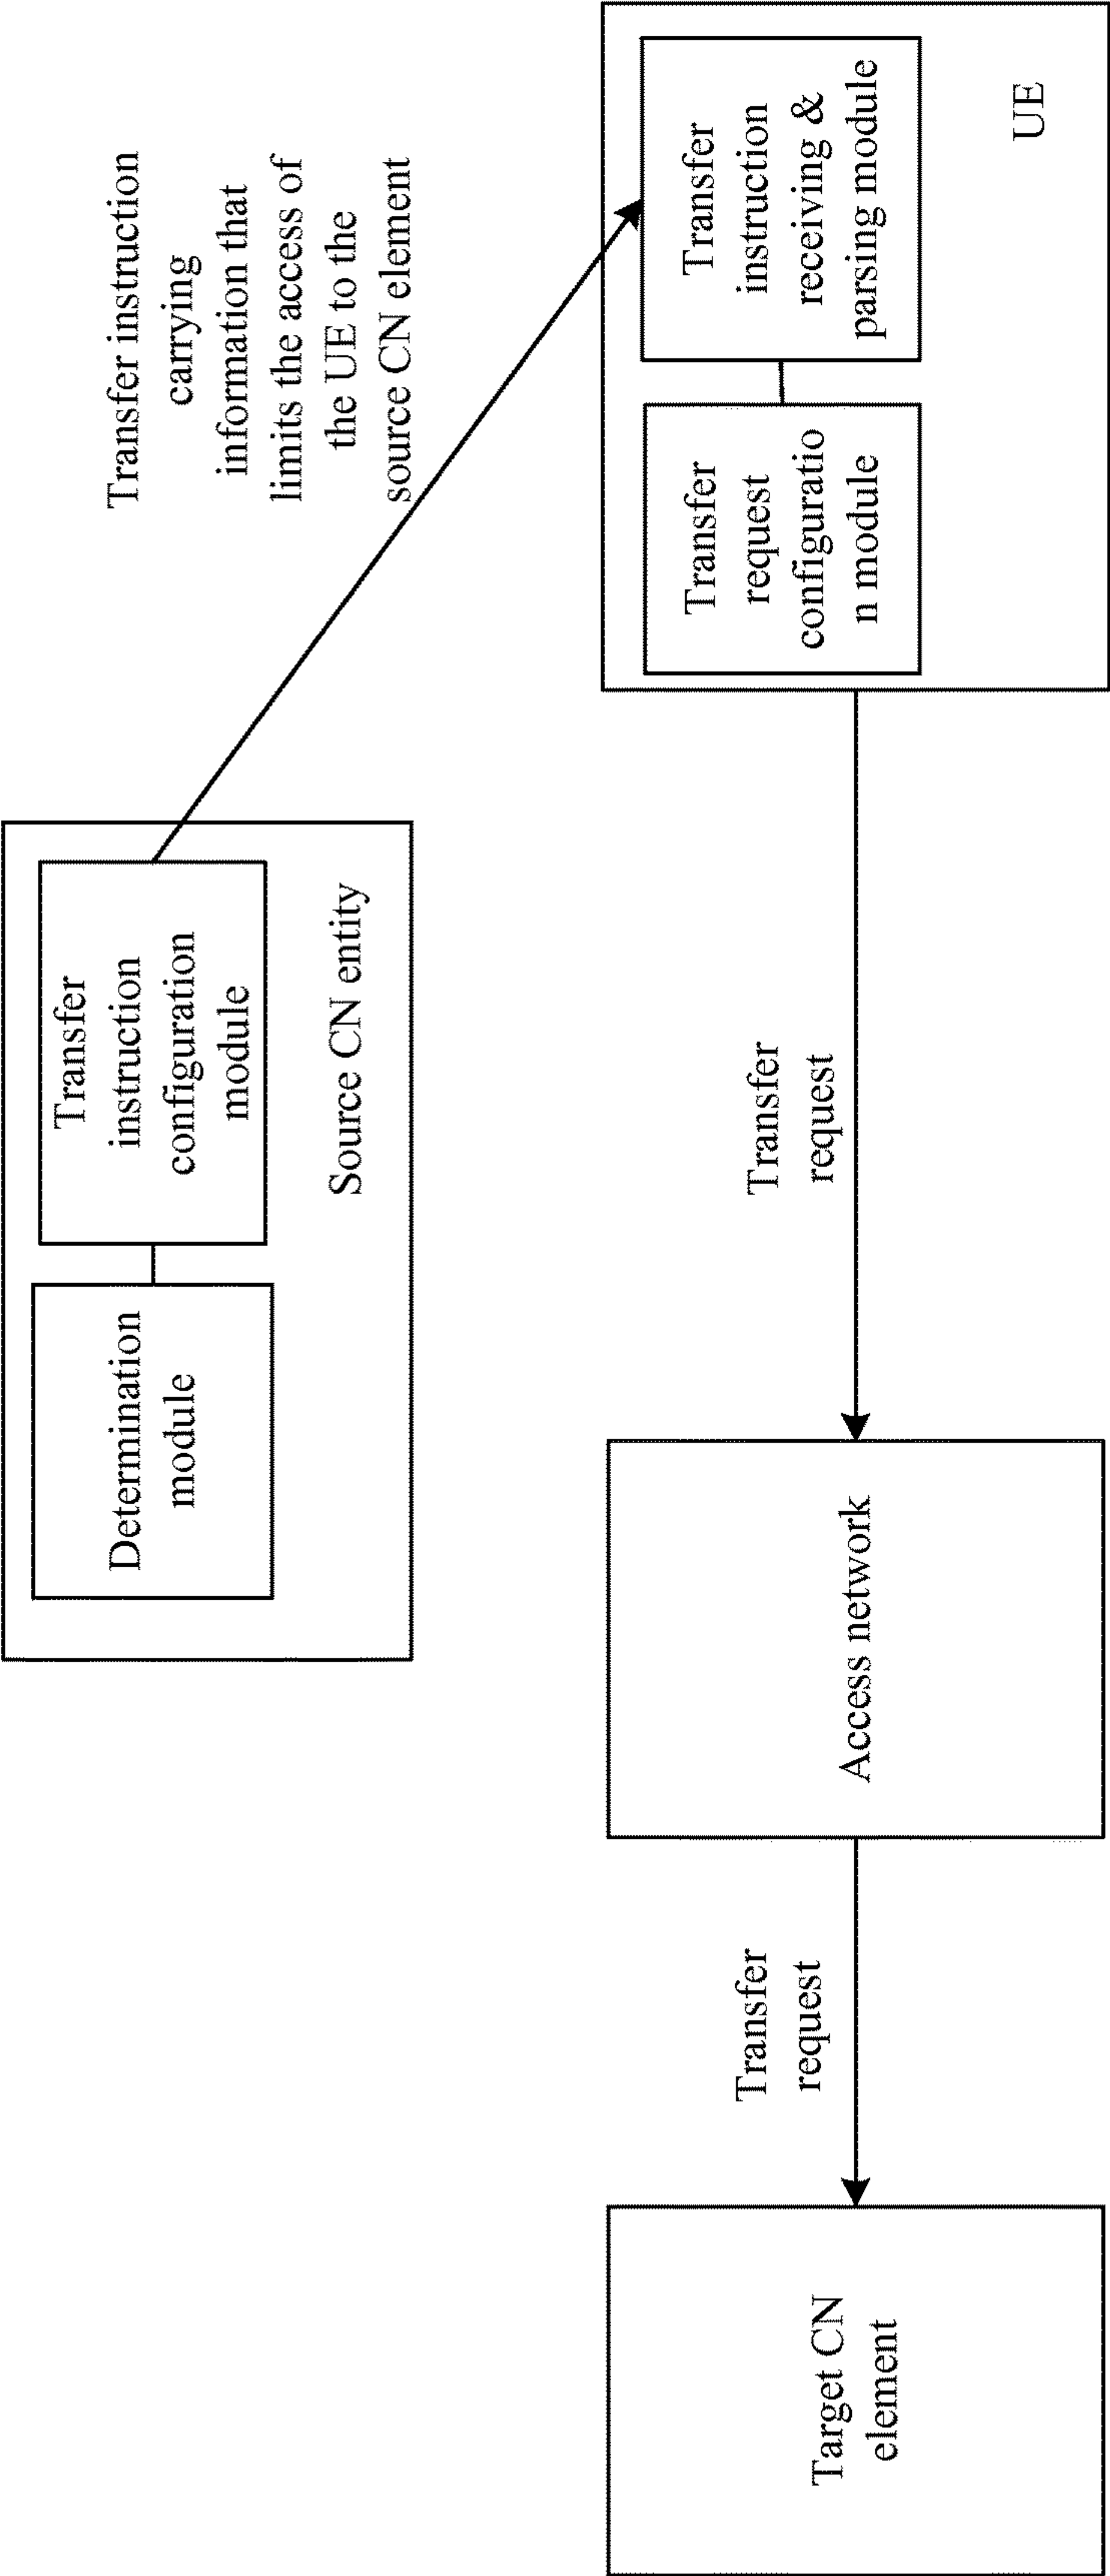 Determination
module
Transfer
instruction
configuration
module
Source CN entity
Transfer instruction
carrying
information that
limits the access of
the UE to the
source CN element
Target CN
element
Transfer
request
Access network
Transfer
request
Transfer
request
configuratio
n module
Transfer
instruction
receiving &
parsing module
UE